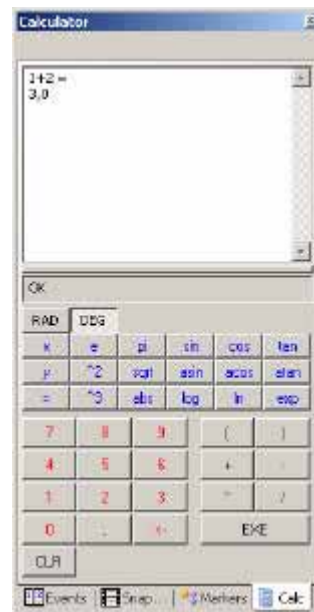 Calculator
1+2 =
3,0
OK
RAD DEG
x e pi sin cos tan
y ^2 sqrt asin acos atan
= ^3 abs log ln exp
7 8 9 ( )
4 5 6 + -
1 2 3 * /
0 . <- EXE
CLR
Events Snap... Markers Calc